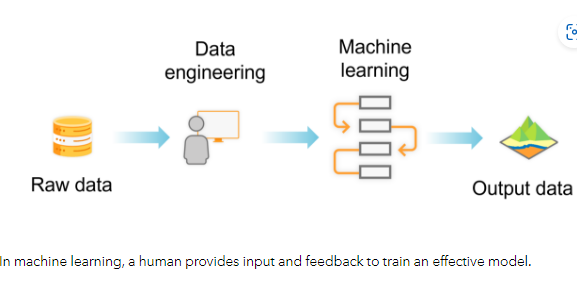 Data
engineering
Machine
learning
Raw data
Output data
In machine learning, a human provides input and feedback to train an effective model.